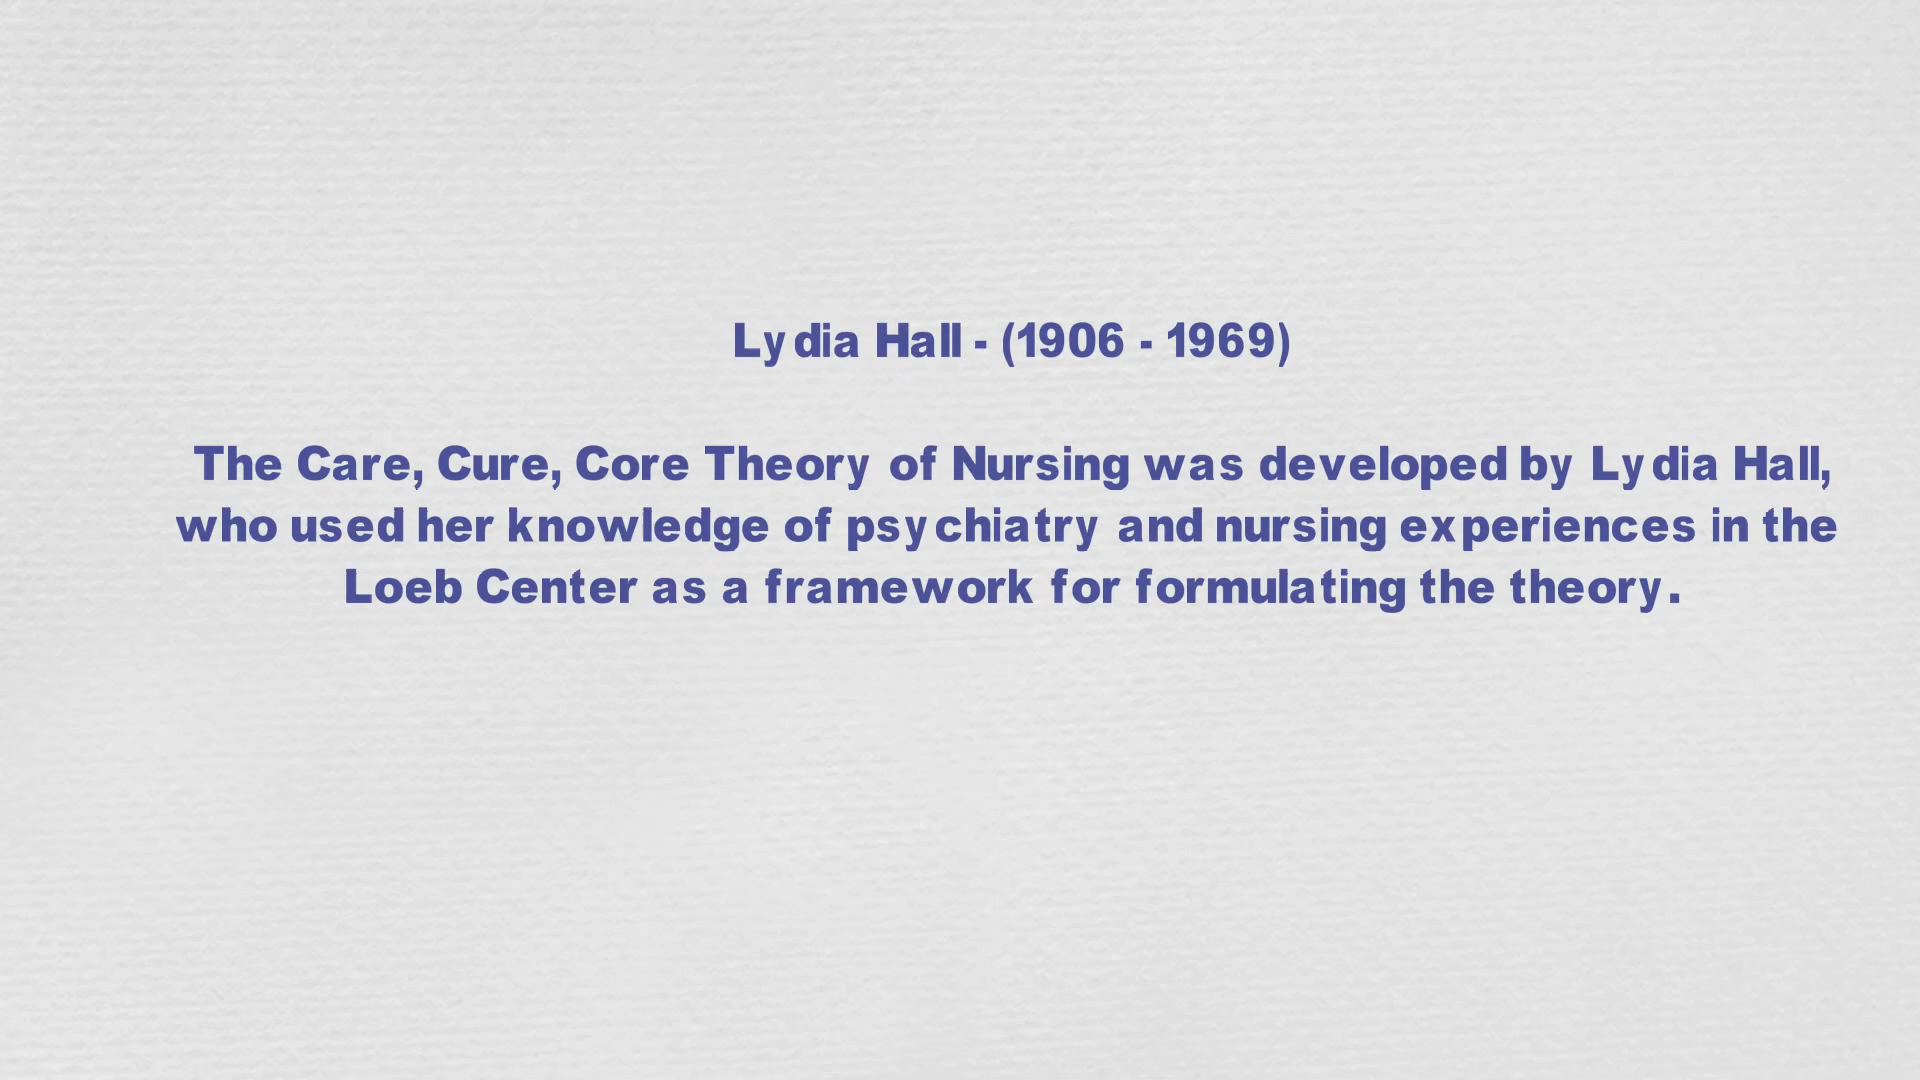 Lydia Hall - (1906 - 1969)
The Care, Cure, Core Theory of Nursing was developed by Lydia Hall,
who used her knowledge of psychiatry and nursing experiences in the
Loeb Center as a framework for formulating the theory.